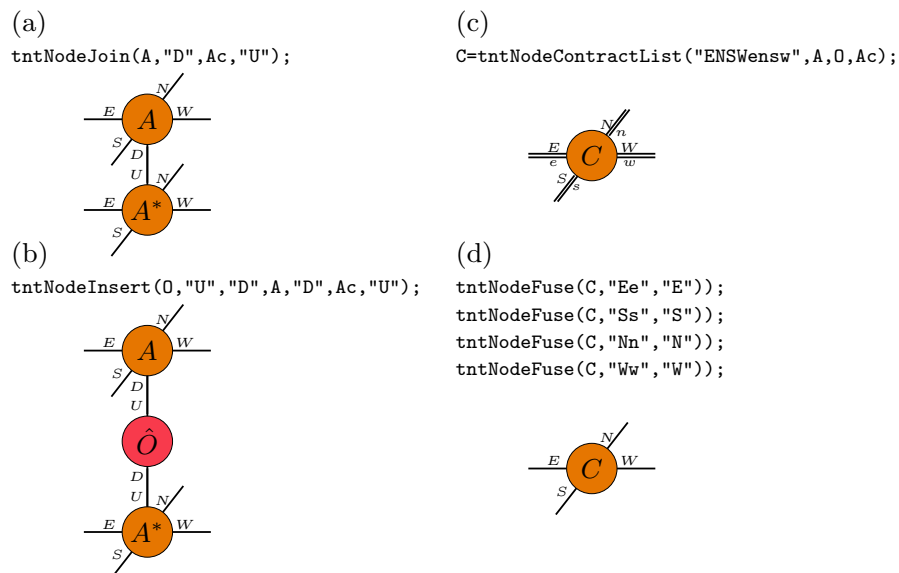 (a)
tntNodeJoin(A,"D",Ac,"U");
N
E A W
S
D
U
N
E A* W
S
(b)
tntNodeInsert(O,"U","D",A,"D",Ac,"U");
N
E A W
S
D
U
Ô
D
U
N
E A* W
S
(c)
C=tntNodeContractList("ENSWensw",A,O,Ac);
N
n
E C W
e w
S
s
(d)
tntNodeFuse(C,"Ee","E"));
tntNodeFuse(C,"Ss","S"));
tntNodeFuse(C,"Nn","N"));
tntNodeFuse(C,"Ww","W"));
N
E C W
S